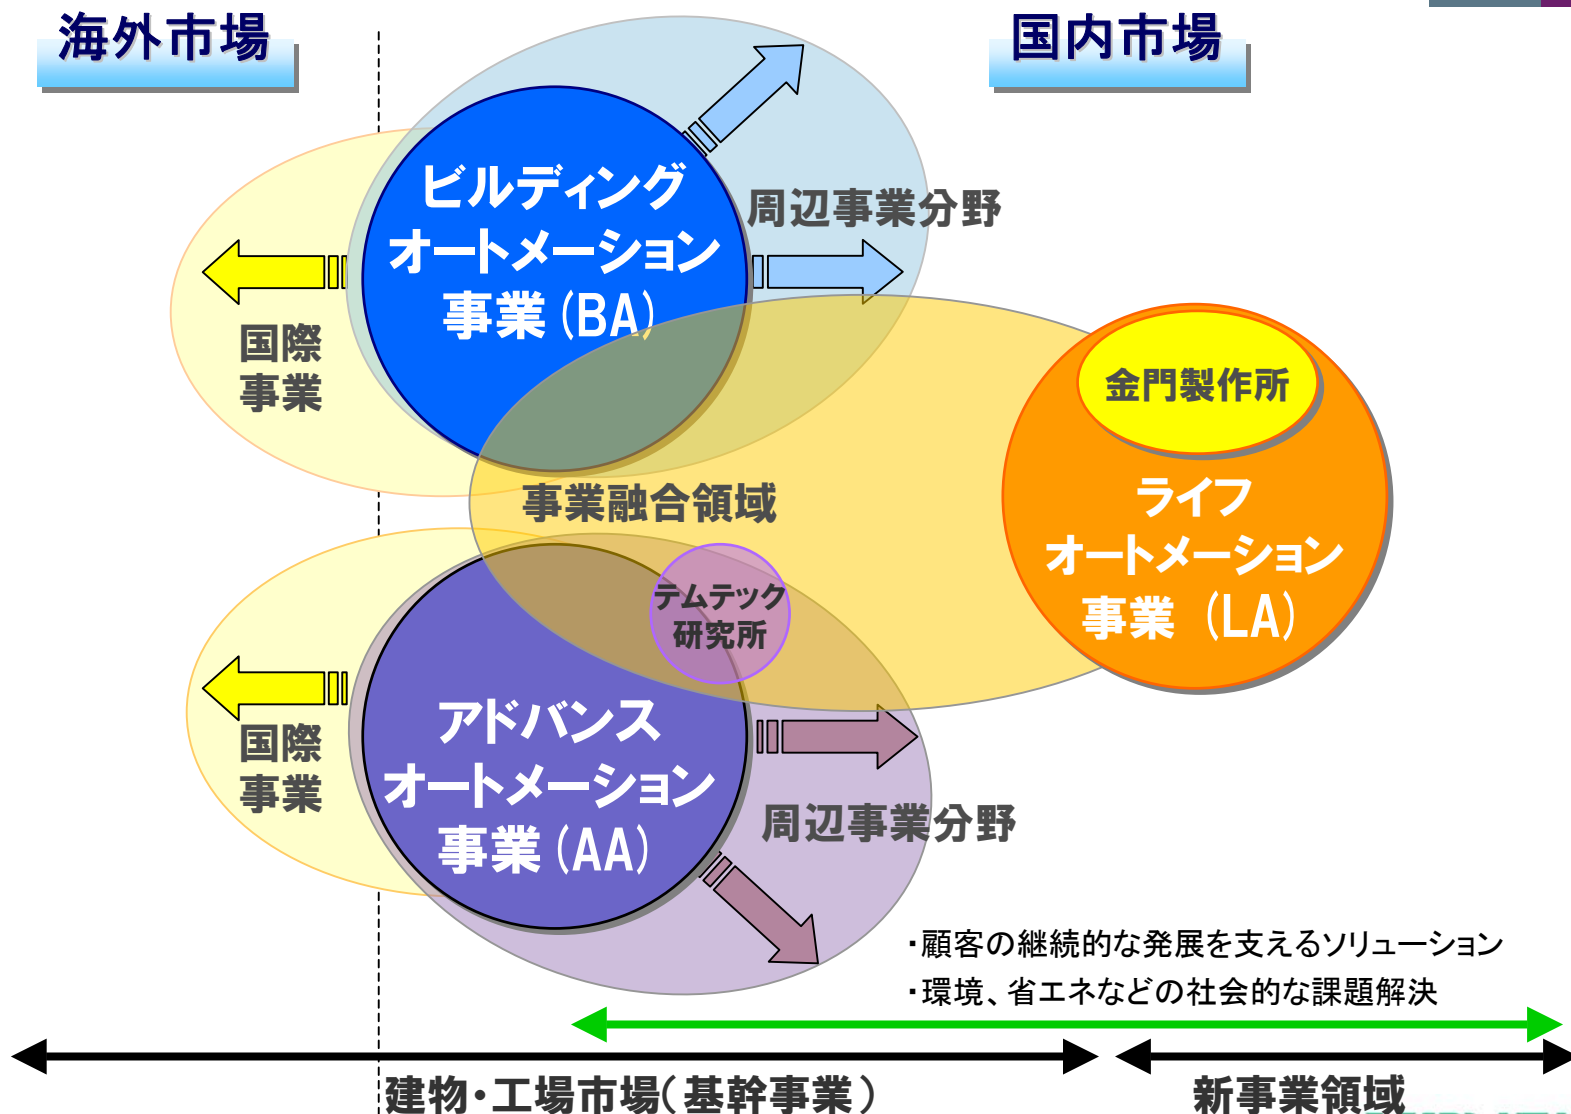 海外市場
国内市場
ビルディング
オートメーション
事業(BA)
周辺事業分野
国際
事業
金門製作所
事業融合領域
ライフ
オートメーション
事業 (LA)
テムテック
研究所
アドバンス
オートメーション
事業(AA)
国際
事業
周辺事業分野
・顧客の継続的な発展を支えるソリューション
・環境、省エネなどの社会的な課題解決
建物・工場市場(基幹事業)
新事業領域